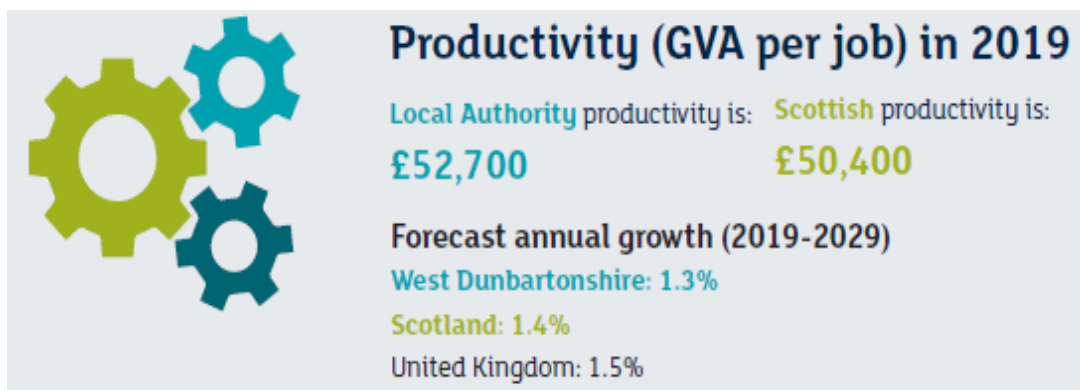 Productivity (GVA per job) in 2019
Local Authority productivity is:
£52,700
Scottish productivity is:
£50,400
Forecast annual growth (2019-2029)
West Dunbartonshire: 1.3%
Scotland: 1.4%
United Kingdom: 1.5%